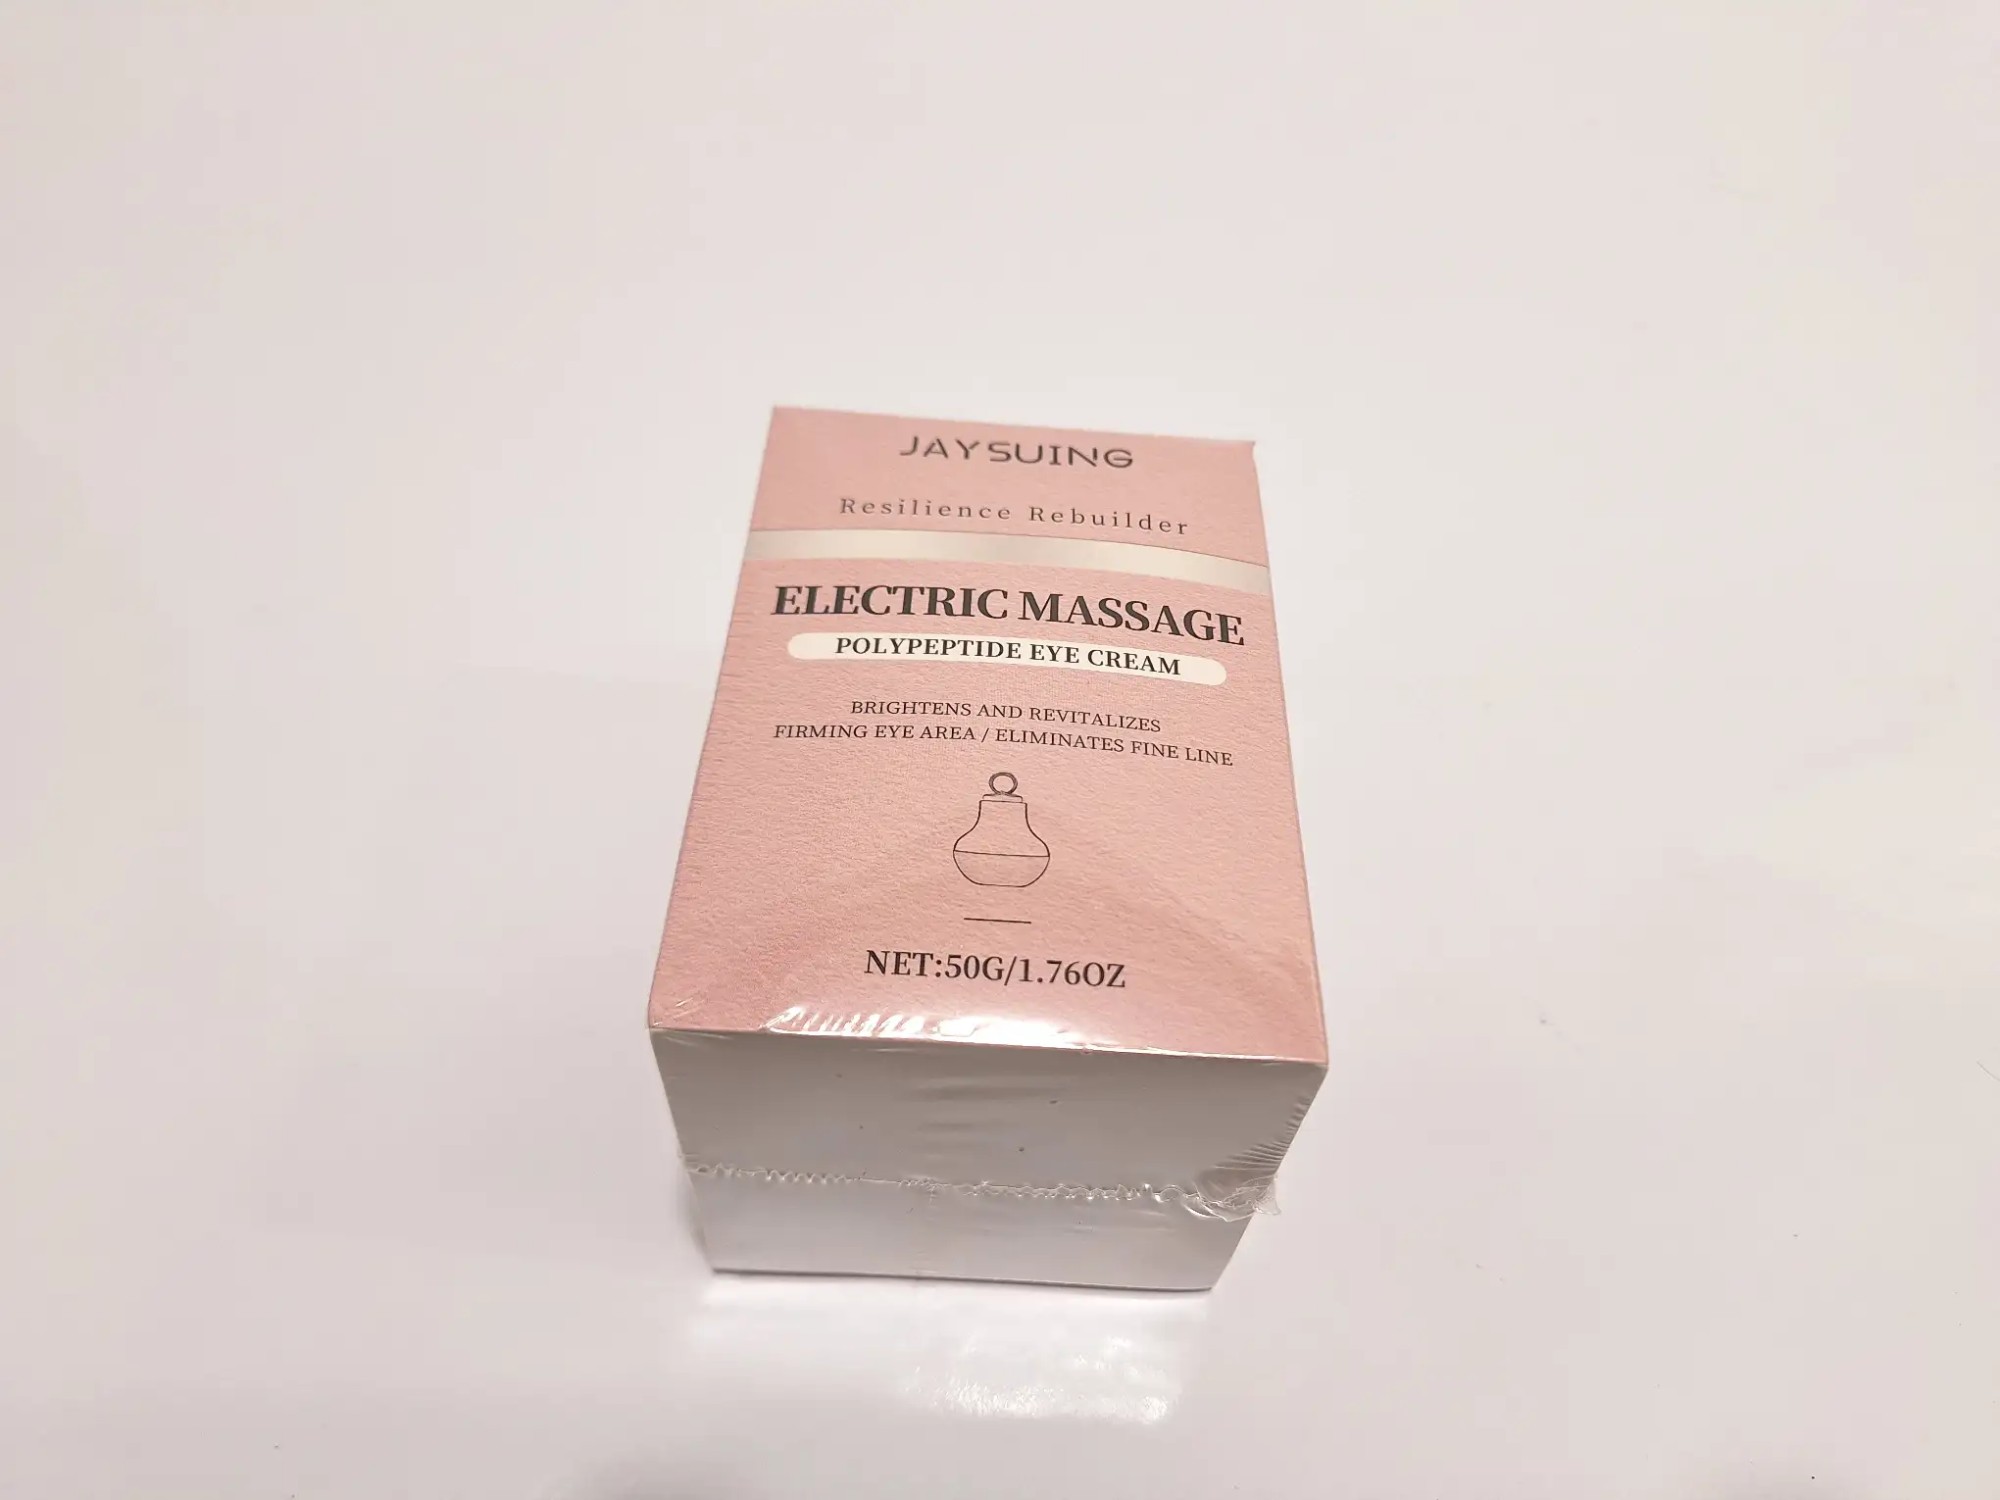 JAYSUING
Resilience Rebuilder
ELECTRIC MASSAGE
POLYPEPTIDE EYE CREAM
BRIGHTENS AND REVITALIZES
FIRMING EYE AREA / ELIMINATES FINE LINE
NET:50G/1.76OZ